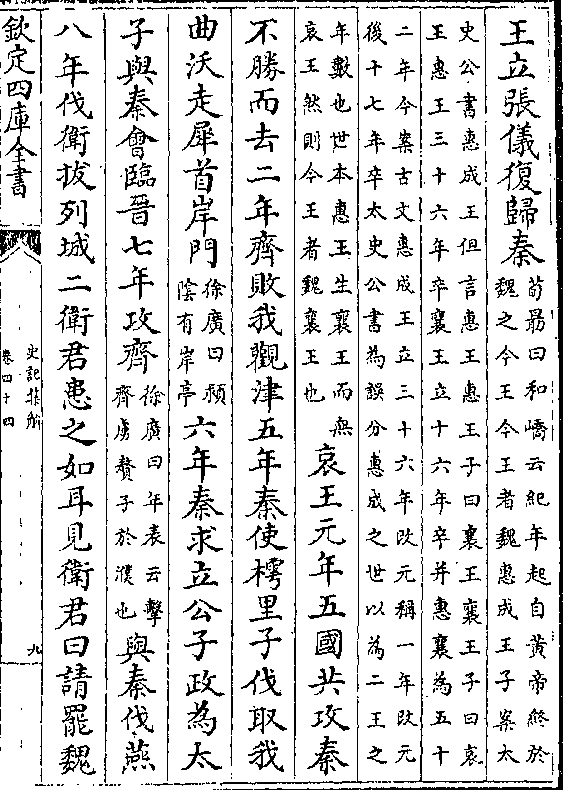 王立張儀復歸秦
荀勗曰和嶠云紀年起自黃帝終於
魏之今王今王者魏惠成王子案太
史公書惠成王但言惠王惠王子曰襄王襄王子曰哀
王惠王三十六年卒襄王立十六年卒并惠襄為五十
二年今案古文惠成王立三十六年改元稱一年改元
後十七年卒太史公書為誤分惠成之世以為二王之
年數也世本惠王生襄王而無
哀王然則今王者魏襄王也
哀王元年五國共攻秦
不勝而去二年齊敗我觀津五年秦使樗里子伐取我
曲沃走犀首岸門
徐廣曰潁
陰有岸亭
六年秦求立公子政為太
子與秦會臨晉七年攻齊
徐廣曰年表云擊
齊虜贅子於濮也
與秦伐燕
八年伐衛拔列城二衛君患之如耳見衛君曰請罷魏
欽定四庫全書
史記集解
卷四十四
九